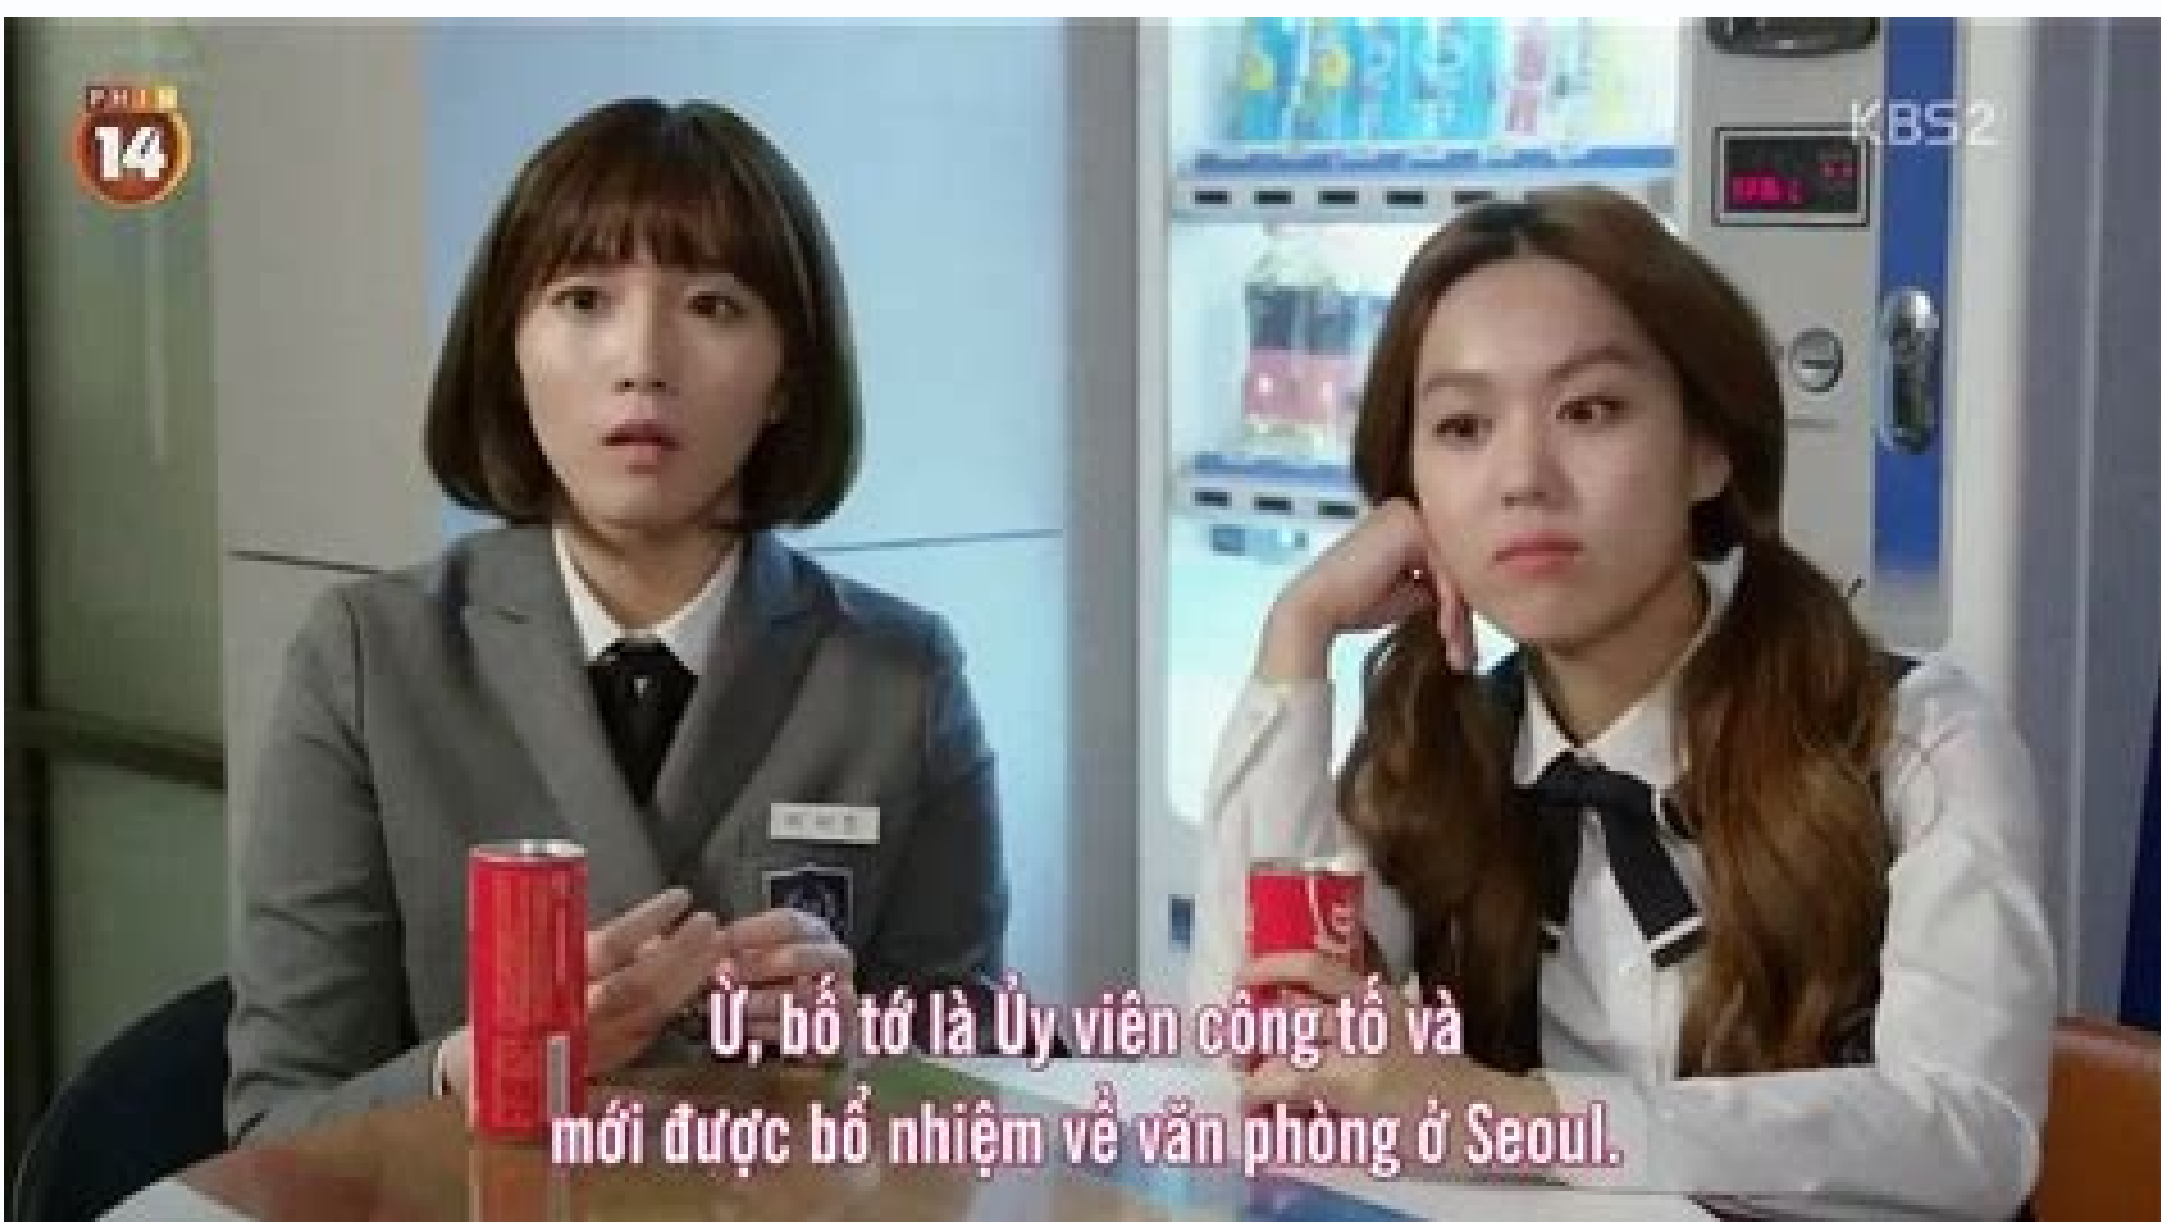 PHIM
14
KBS2
Ừ, bố tớ là Ủy viên công tố và
mới được bổ nhiệm về văn phòng ở Seoul.